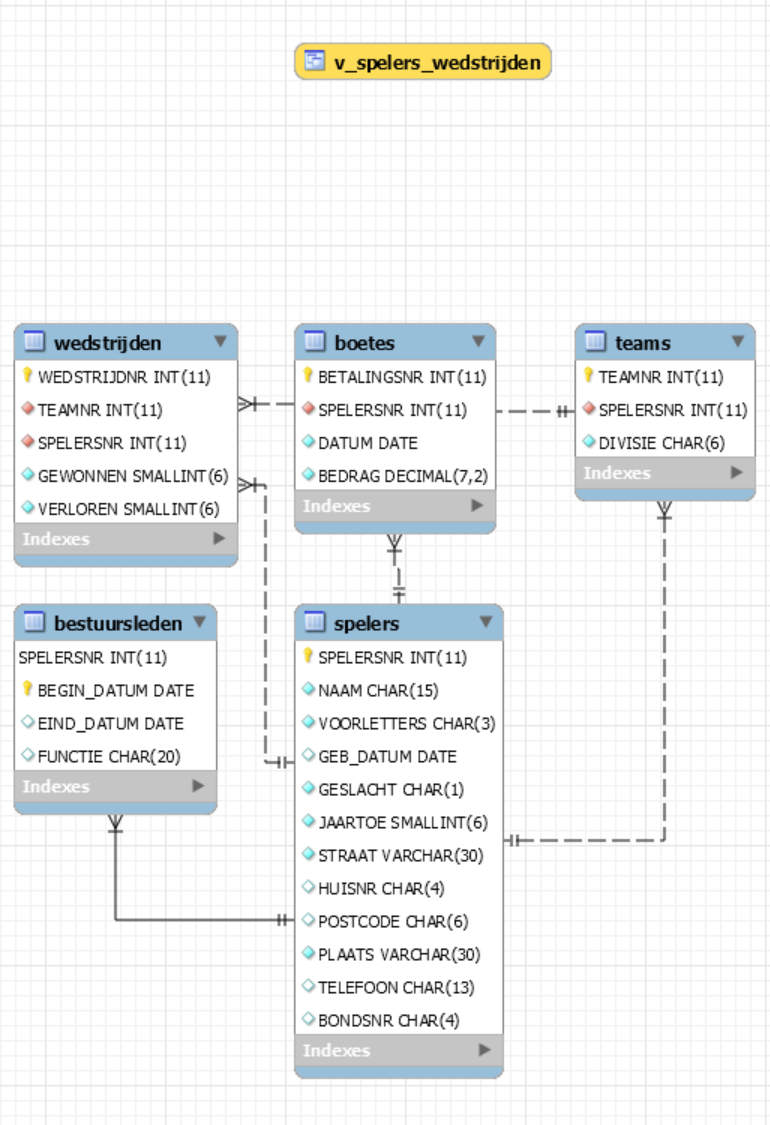 v_spelers_wedstrijden
wedstrijden
WEDSTRIJDNR INT(11)
TEAMNR INT(11)
SPELERSNR INT(11)
GEWONNEN SMALLINT(6)
VERLOREN SMALLINT(6)
Indexes
boetes
BETALINGSNR INT(11)
SPELERSNR INT(11)
DATUM DATE
BEDRAG DECIMAL(7,2)
Indexes
teams
TEAMNR INT(11)
SPELERSNR INT(11)
DIVISIE CHAR(6)
Indexes
bestuursleden
SPELERSNR INT(11)
BEGIN_DATUM DATE
EIND_DATUM DATE
FUNCTIE CHAR(20)
Indexes
spelers
SPELERSNR INT(11)
NAAM CHAR(15)
VOORLETTERS CHAR(3)
GEB_DATUM DATE
GESLACHT CHAR(1)
JAARTOE SMALLINT(6)
STRAAT VARCHAR(30)
HUISNR CHAR(4)
POSTCODE CHAR(6)
PLAATS VARCHAR(30)
TELEFOON CHAR(13)
BONDSNR CHAR(4)
Indexes